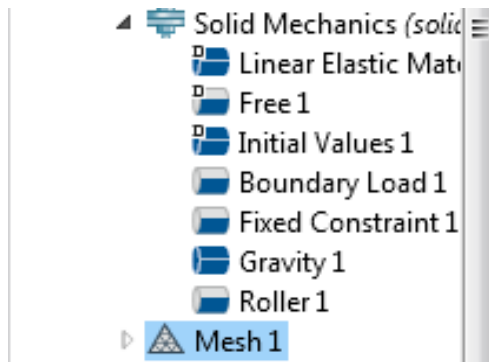 Solid Mechanics (solid
Linear Elastic Mate
Free 1
Initial Values 1
Boundary Load 1
Fixed Constraint 1
Gravity 1
Roller 1
Mesh 1